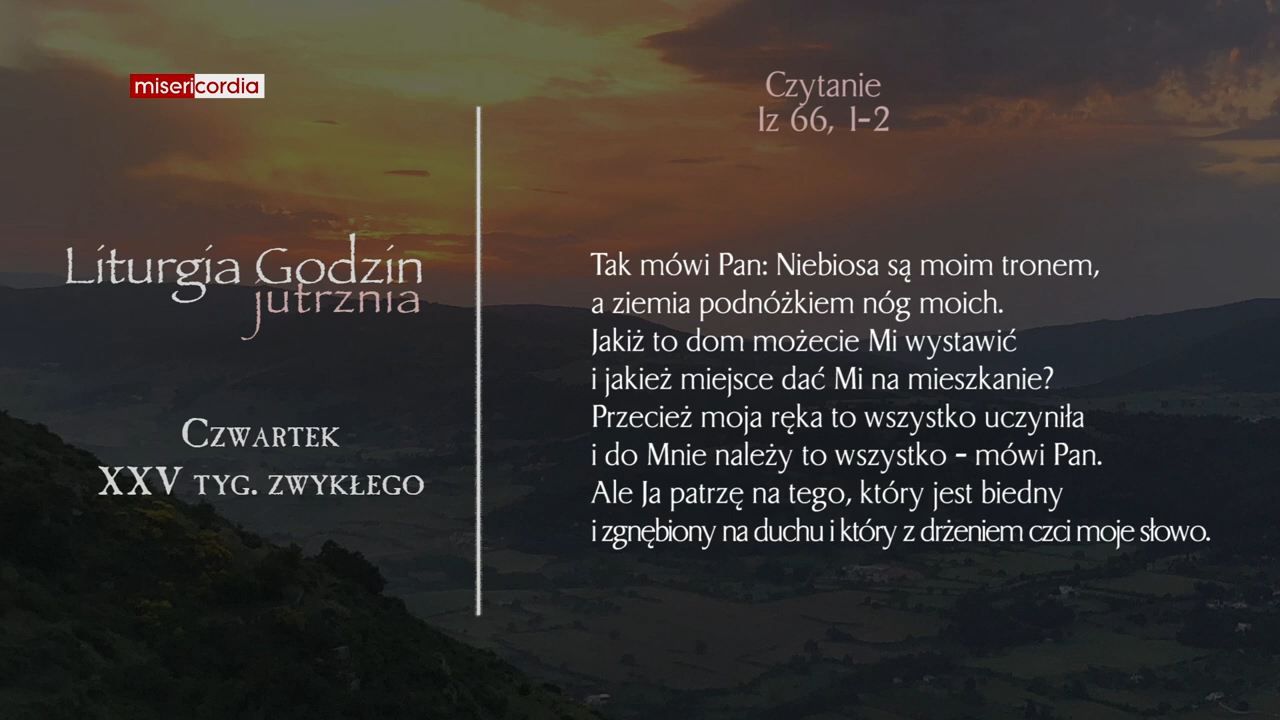 misericordia
Liturgia Godzin
jutrznia
Czwartek
XXV tyg. zwykłego
Czytanie
Iz 66, 1-2
Tak mówi Pan: Niebiosa są moim tronem,
a ziemia podnóżkiem nóg moich.
Jakiż to dom możecie Mi wystawić
i jakież miejsce dać Mi na mieszkanie?
Przecież moja ręka to wszystko uczyniła
i do Mnie należy to wszystko - mówi Pan.
Ale Ja patrzę na tego, który jest biedny
i zgnębiony na duchu i który z drżeniem czci moje słowo.